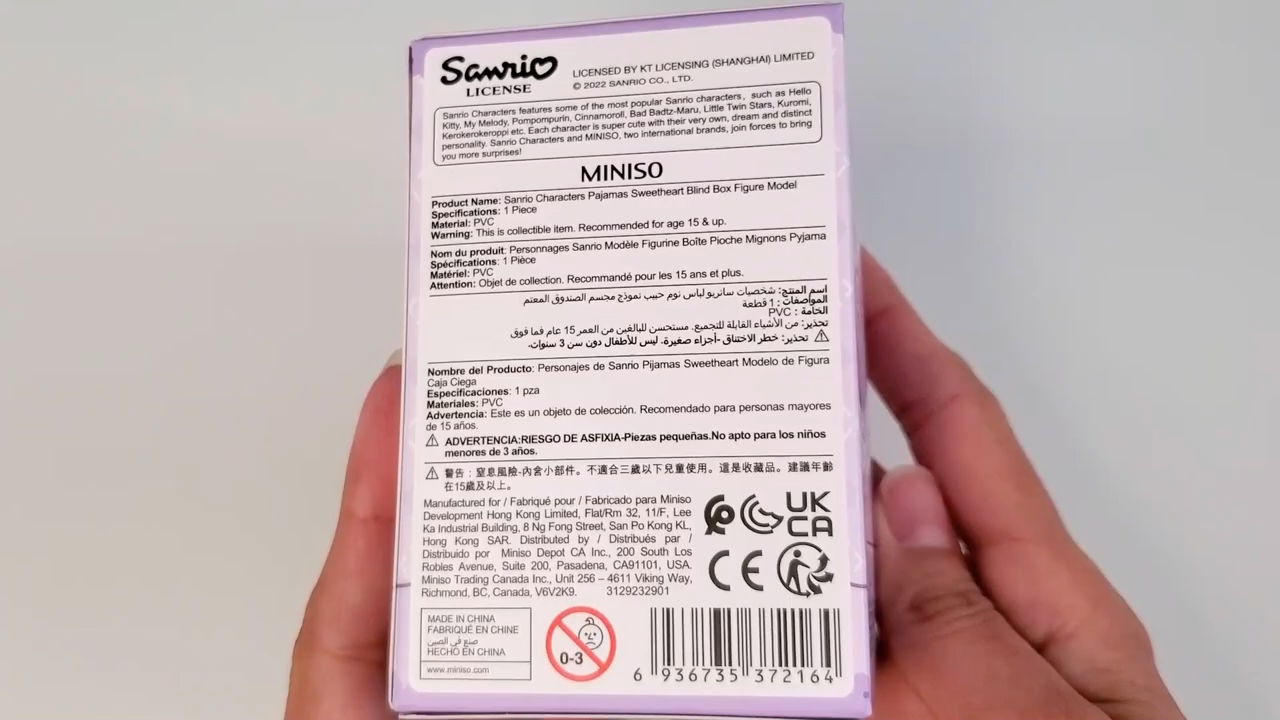 Sanrio
LICENSE
LICENSED BY KT LICENSING (SHANGHAI) LIMITED
© 2022 SANRIO CO., LTD.
Sanrio Characters features some of the most popular Sanrio characters, such as Hello
Kitty, My Melody, Pompompurin, Cinnamoroll, Bad Badtz-Maru, Little Twin Stars, Kuromi,
Kerokerokeroppi etc. Each character is super cute with their very own, dream and distinct
personality. Sanrio Characters and MINISO, two international brands, join forces to bring
you more surprises!
MINISO
Product Name: Sanrio Characters Pajamas Sweetheart Blind Box Figure Model
Specifications: 1 Piece
Material: PVC
Warning: This is collectible item. Recommended for age 15 & up.
Nom du produit: Personnages Sanrio Modèle Figurine Boîte Pioche Mignons Pyjama
Spécifications: 1 Pièce
Matériel: PVC
Attention: Objet de collection. Recommandé pour les 15 ans et plus.
اسم المنتج: شخصيات سانريو لباس نوم حبيب نموذج مجسم الصندوق المعتم
المواصفات : 1 قطعة
الخامة : PVC
تحذير: من الأشياء القابلة للتجميع. مستحسن للبالغين من العمر 15 عام فما فوق
تحذير: خطر الاختناق -أجزاء صغيرة. ليس للأطفال دون سن 3 سنوات.
Nombre del Producto: Personajes de Sanrio Pijamas Sweetheart Modelo de Figura
Caja Ciega
Especificaciones: 1 pza
Materiales: PVC
Advertencia: Este es un objeto de colección. Recomendado para personas mayores
de 15 años.
ADVERTENCIA:RIESGO DE ASFIXIA-Piezas pequeñas.No apto para los niños
menores de 3 años.
警告：窒息風險-內含小部件。不適合三歲以下兒童使用。這是收藏品。建議年齡
在15歲及以上。
Manufactured for / Fabriqué pour / Fabricado para Miniso
Development Hong Kong Limited, Flat/Rm 32, 11/F, Lee
Ka Industrial Building, 8 Ng Fong Street, San Po Kong KL,
Hong Kong SAR. Distributed by / Distribués par /
Distribuido por Miniso Depot CA Inc., 200 South Los
Robles Avenue, Suite 200, Pasadena, CA91101, USA.
Miniso Trading Canada Inc., Unit 256 – 4611 Viking Way,
Richmond, BC, Canada, V6V2K9. 3129232901
UK
CA
CE
MADE IN CHINA
FABRIQUÉ EN CHINE
صنع في الصين
HECHO EN CHINA
www.miniso.com
0-3
6 936735 372164